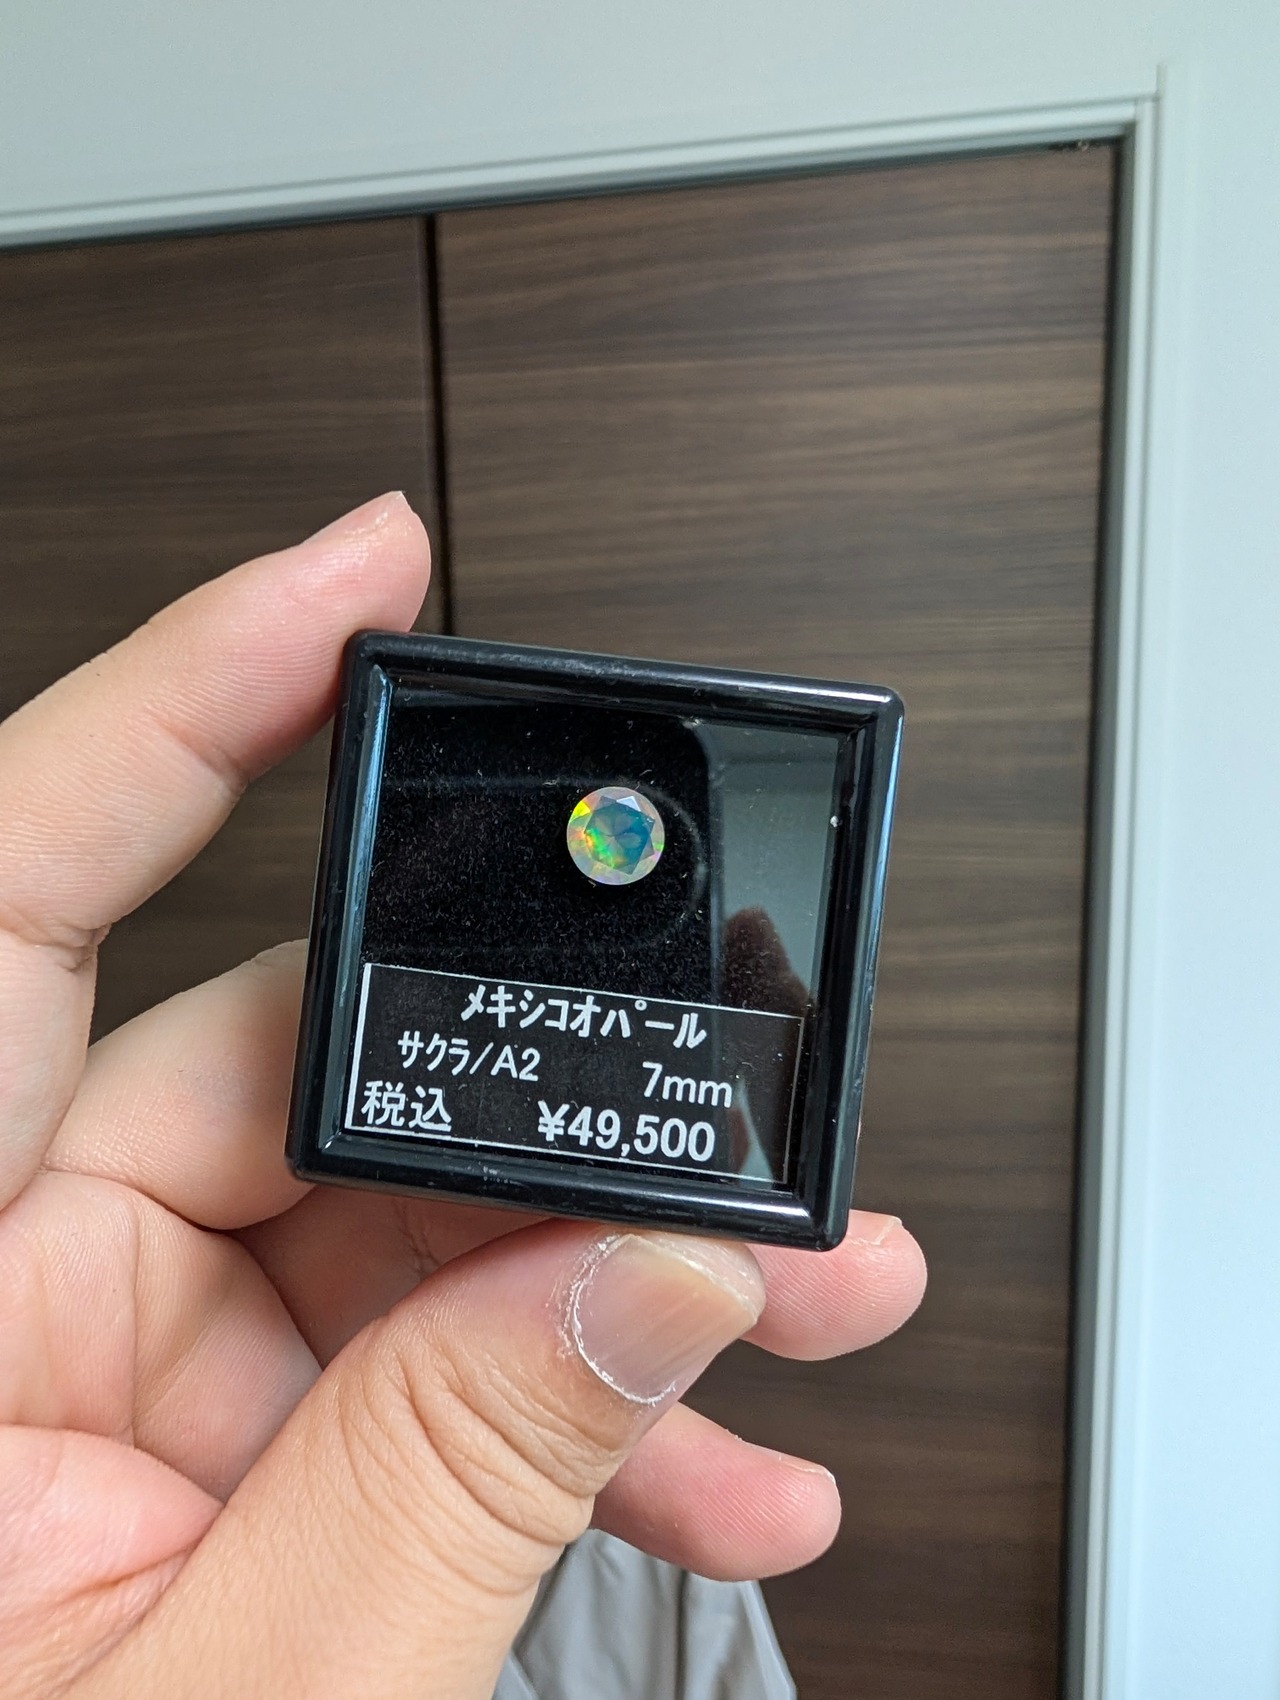 メキシコオパール
サクラ/A2 7mm
税込 ¥49,500